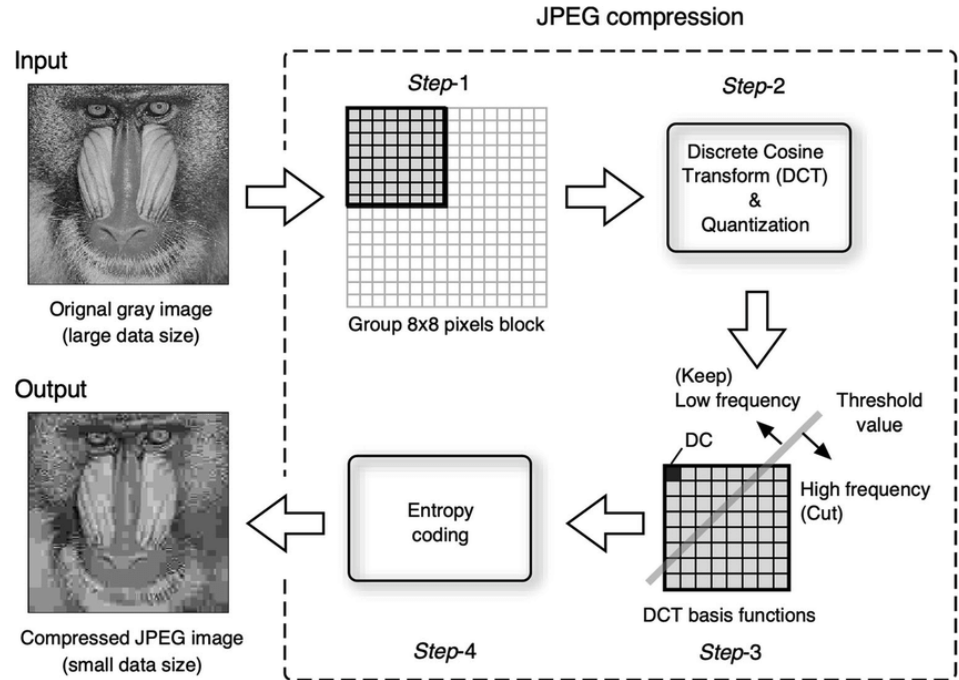 JPEG compression
Input
Step-1
Step-2
Discrete Cosine
Transform (DCT)
&
Quantization
Orignal gray image
(large data size)
Group 8x8 pixels block
Output
(Keep)
Low frequency
Threshold
value
DC
High frequency
(Cut)
Entropy
coding
DCT basis functions
Compressed JPEG image
(small data size)
Step-4
Step-3